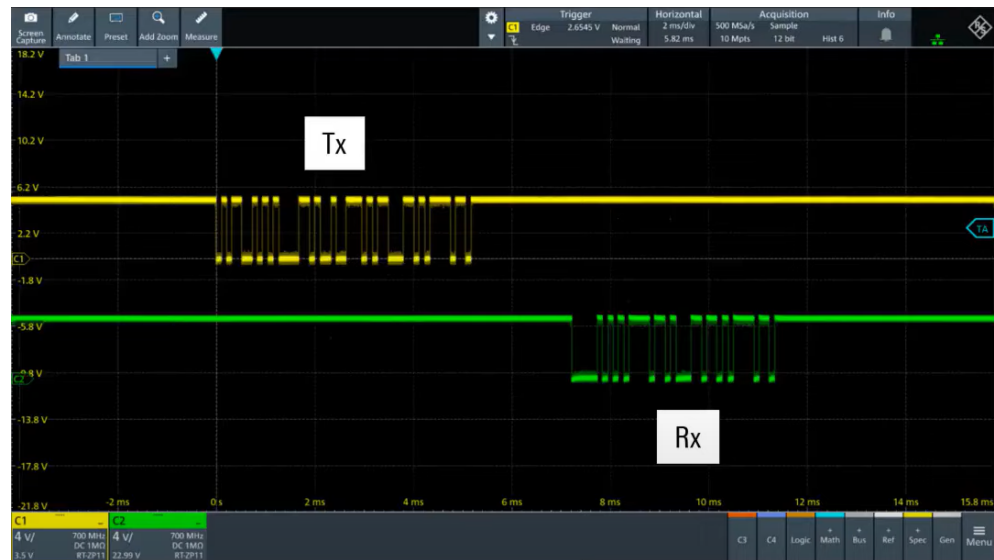 Screen Capture
Annotate
Preset
Add Zoom
Measure
Trigger
C1 Edge 2.6545 V Normal
Waiting
Horizontal
2 ms/div
5.82 ms
Acquisition
500 MSa/s Sample
10 Mpts 12 bit Hist 6
Info
Tab 1 +
18.2 V
14.2 V
10.2 V
6.2 V
2.2 V
C1
-1.8 V
-5.8 V
-9.8 V
C2
-13.8 V
-17.8 V
-21.8 V
Tx
TA
Rx
-2 ms
0 s
2 ms
4 ms
6 ms
8 ms
10 ms
12 ms
14 ms
15.8 ms
C1
4 V/ 700 MHz
DC 1MΩ
3.5 V RT-ZP11
C2
4 V/ 700 MHz
DC 1MΩ
22.99 V RT-ZP11
C3
C4
Logic
Math
Bus
Ref
Spec
Gen
Menu